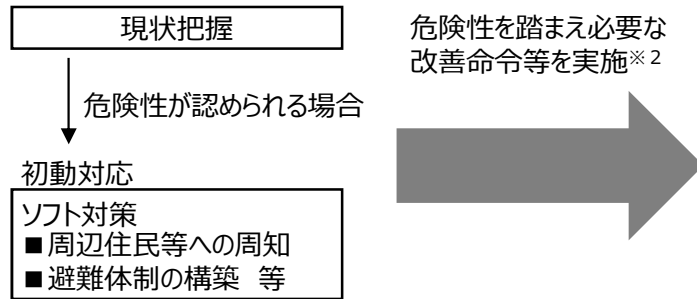 現状把握
危険性が認められる場合
初動対応
ソフト対策
■周辺住民等への周知
■避難体制の構築　等
危険性を踏まえ必要な
改善命令等を実施※2